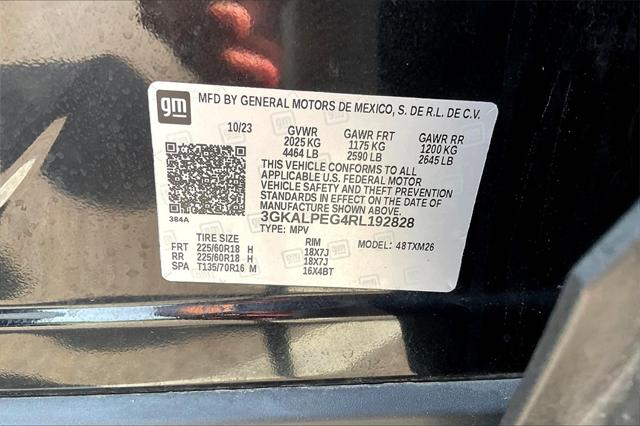 gm MFD BY GENERAL MOTORS DE MEXICO, S. DE R.L. DE C.V.
10/23 GVWR GAWR FRT GAWR RR
2025 KG 1175 KG 1200 KG
4464 LB 2590 LB 2645 LB
THIS VEHICLE CONFORMS TO ALL
APPLICABLE U.S. FEDERAL MOTOR
VEHICLE SAFETY AND THEFT PREVENTION
STANDARDS IN EFFECT ON THE DATE OF
MANUFACTURE SHOWN ABOVE.
384A 3GKALPEG4RL192828
TYPE: MPV
TIRE SIZE RIM MODEL: 48TXM26
FRT 225/60R18 H 18X7J
RR 225/60R18 H 18X7J
SPA T135/70R16 M 16X4BT